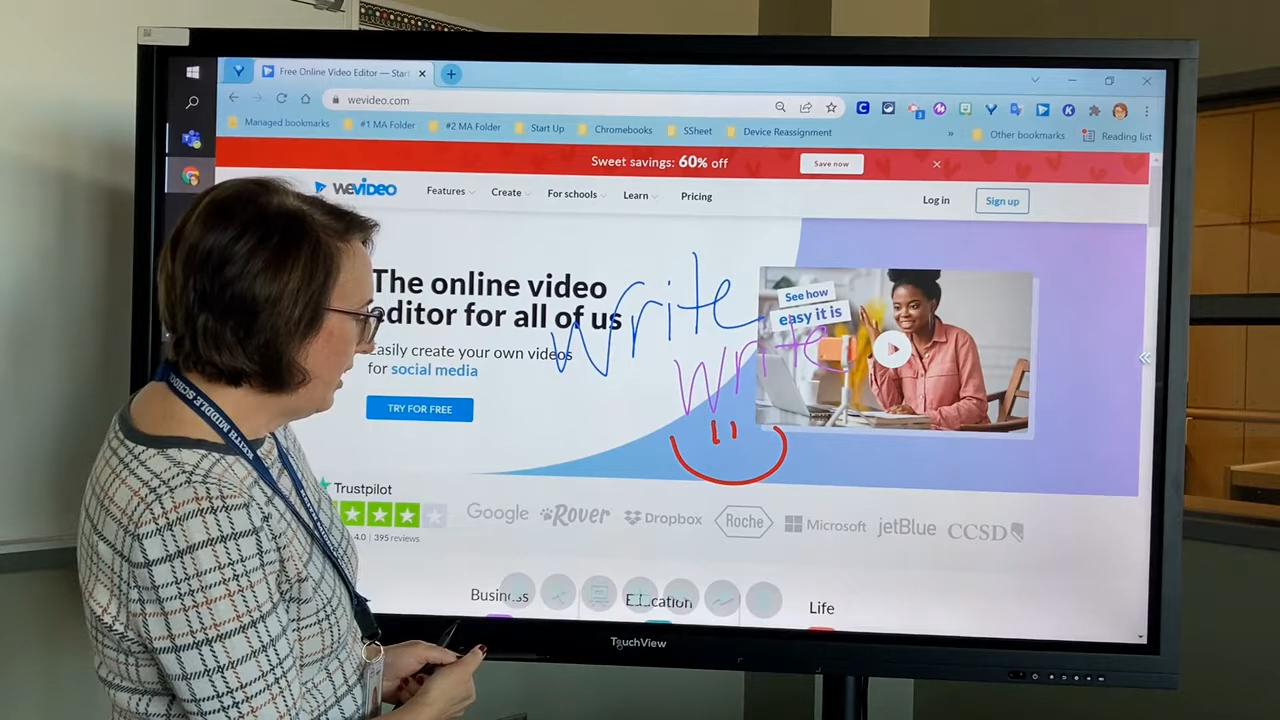 Free Online Video Editor — Start
wevideo.com
Managed bookmarks #1 MA Folder #2 MA Folder Start Up Chromebooks SSheet Device Reassignment » Other bookmarks Reading list
Sweet savings: 60% off Save now
WEVIDEO Features Create For schools Learn Pricing Log in Sign up
The online video
editor for all of us
Write
See how
easy it is
Easily create your own videos
for social media
Write
TRY FOR FREE
Trustpilot
4.0 | 395 reviews
Google Rover Dropbox Roche Microsoft jetBlue CCSD
Business Education Life
TouchView
KEITH MIDDLE SCHOOL